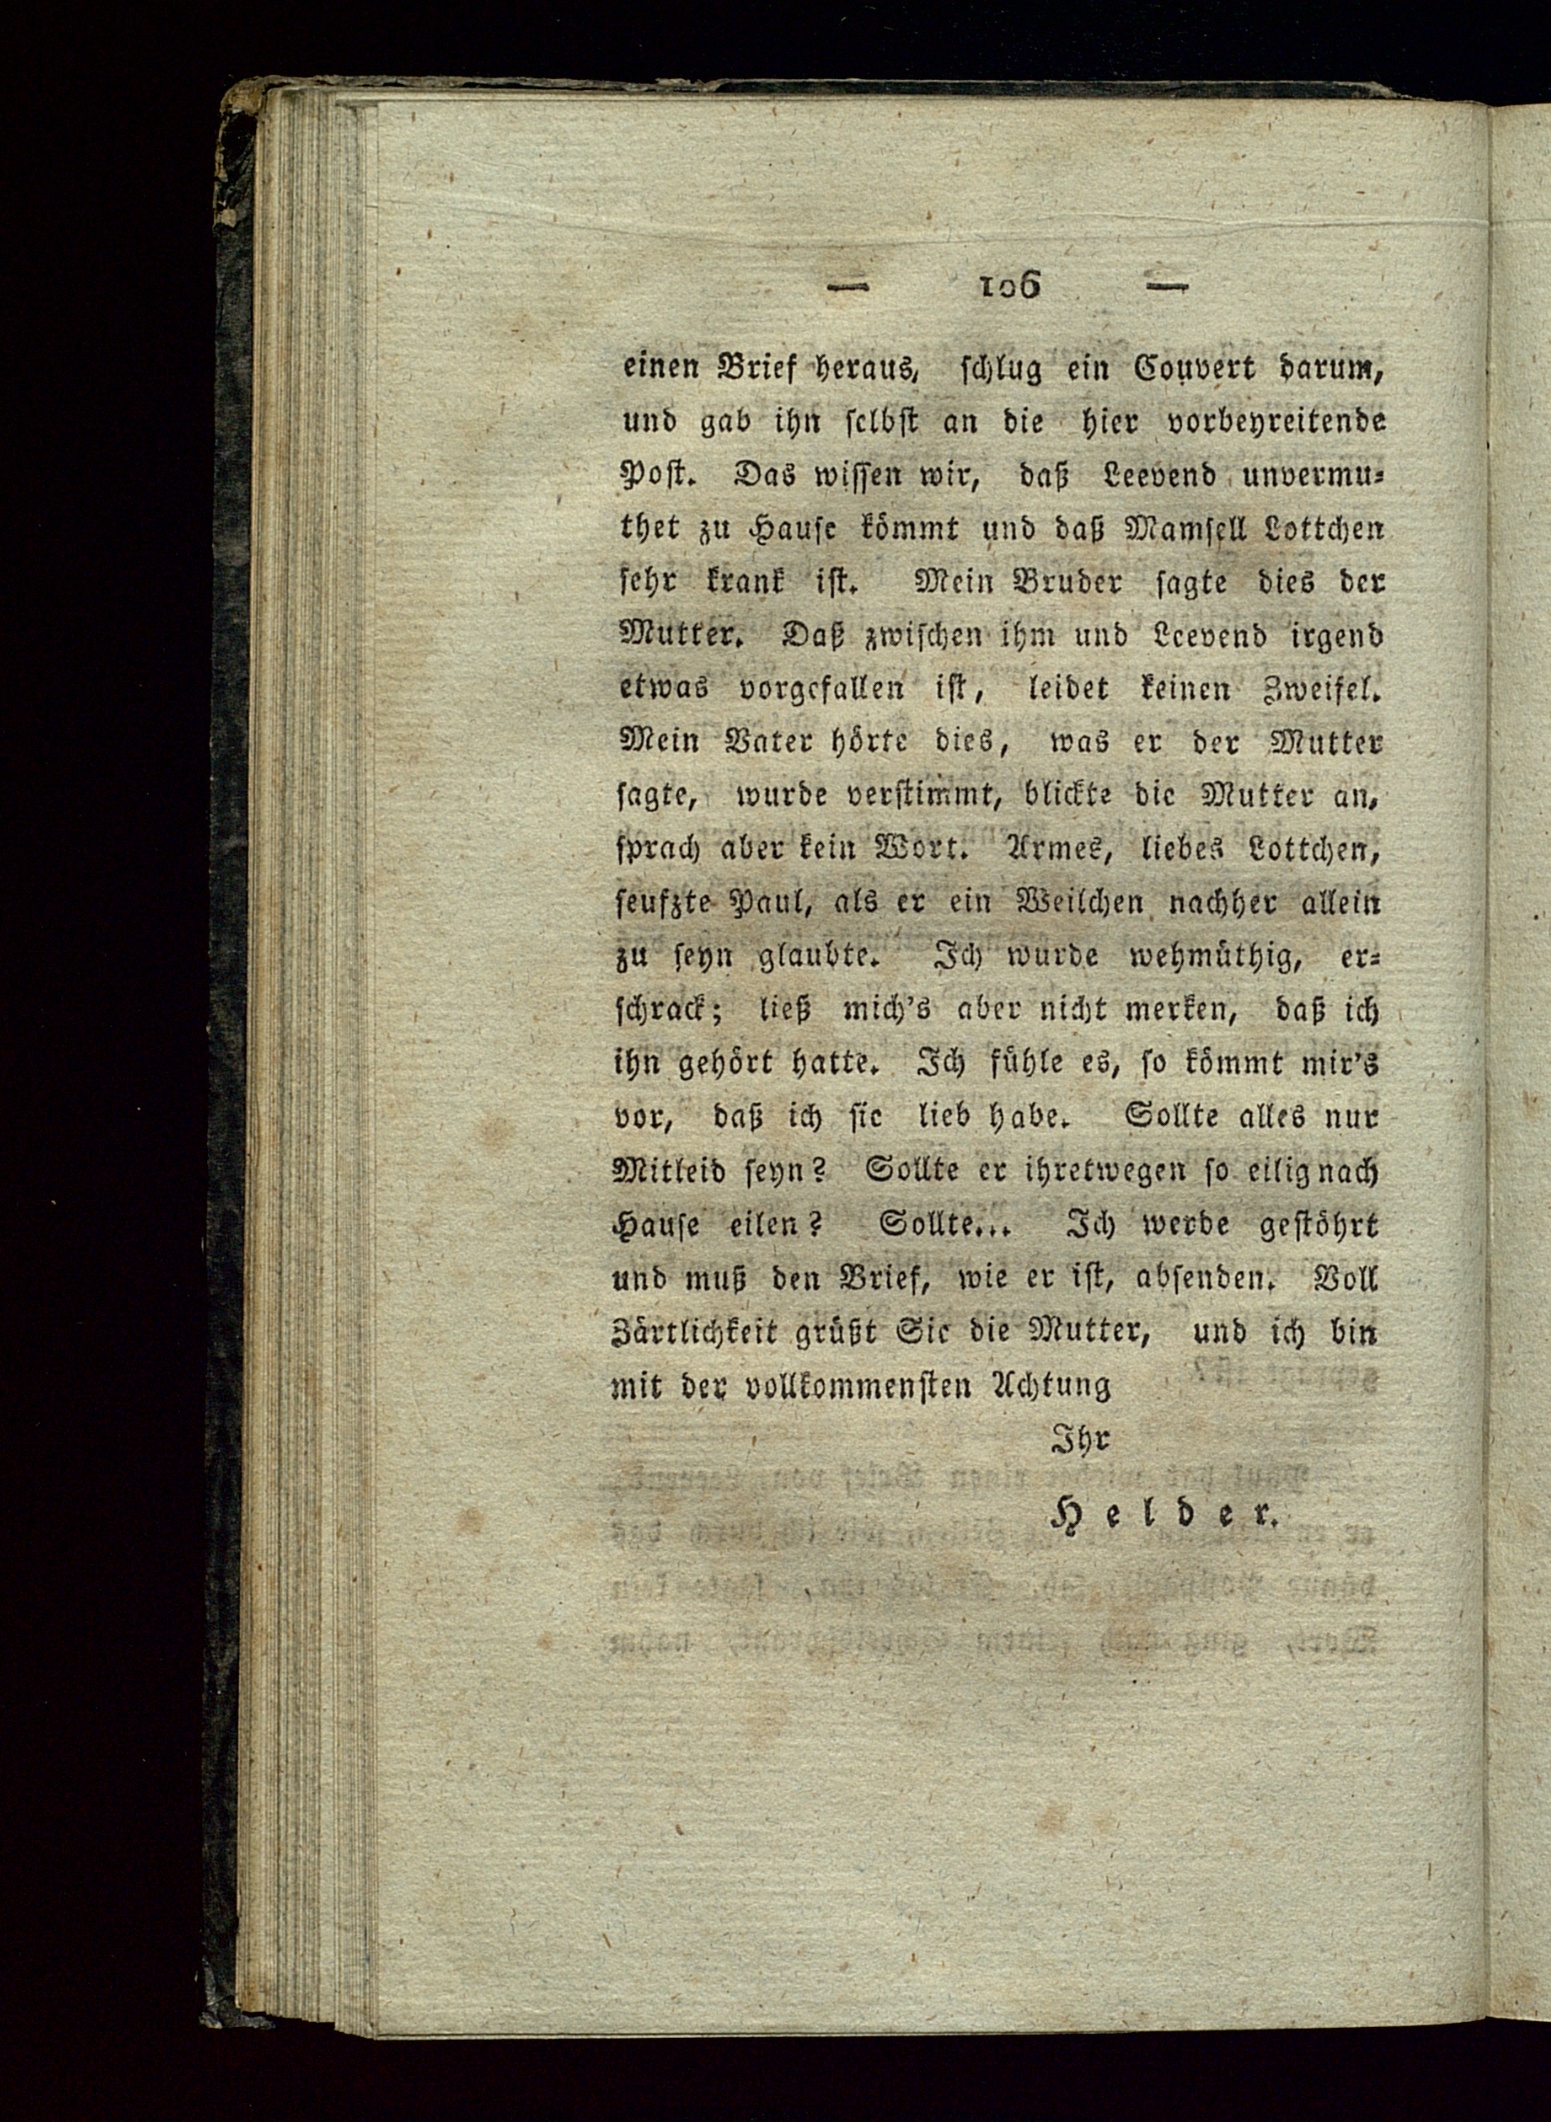 — 106 —
einen Brief heraus, schlug ein Couvert darum,
und gab ihn selbst an die hier vorbeyreitende
Post. Das wissen wir, daß Leevend unvermu-
thet zu Hause kömmt und daß Mamsell Lottchen
sehr krank ist. Mein Bruder sagte dies der
Mutter. Daß zwischen ihm und Leevend irgend
etwas vorgefallen ist, leidet keinen Zweifel.
Mein Vater hörte dies, was er der Mutter
sagte, wurde verstimmt, blickte die Mutter an,
sprach aber kein Wort. Armes, liebes Lottchen,
seufzte Paul, als er ein Weilchen nachher allein
zu seyn glaubte. Ich wurde wehmüthig, er-
schrack; ließ mich's aber nicht merken, daß ich
ihn gehört hatte. Ich fühle es, so kömmt mir's
vor, daß ich sie lieb habe. Sollte alles nur
Mitleid seyn? Sollte er ihretwegen so eilig nach
Hause eilen? Sollte... Ich werde gestöhrt
und muß den Brief, wie er ist, absenden. Voll
Zärtlichkeit grüßt Sie die Mutter, und ich bin
mit der vollkommensten Achtung
Ihr
Helder.